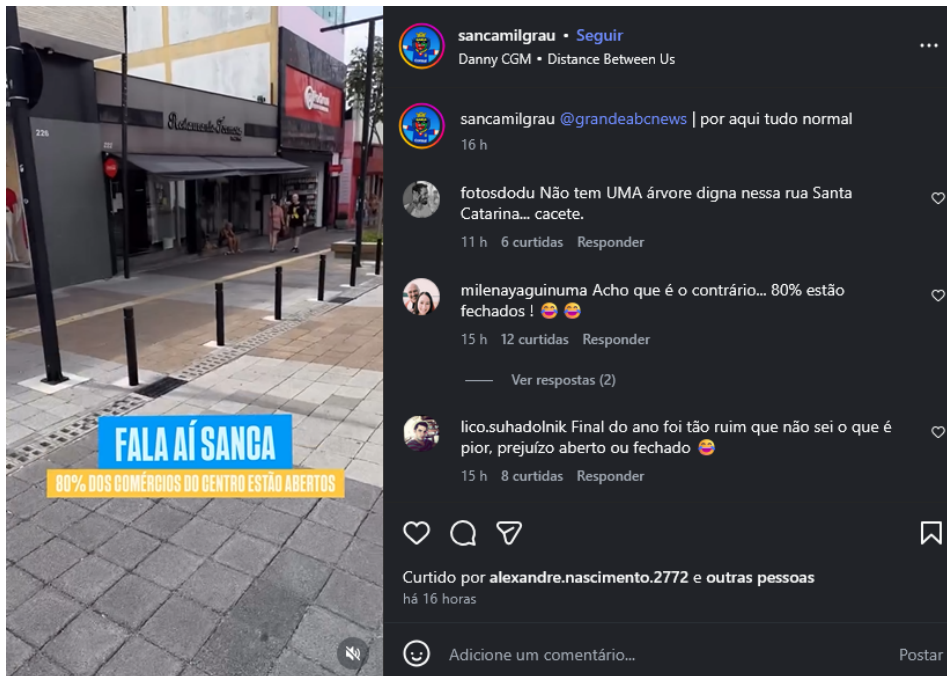 226
Restaurante
FALA AÍ SANCA
80% DOS COMÉRCIOS DO CENTRO ESTÃO ABERTOS
sancamilgrau • Seguir
Danny CGM • Distance Between Us
sancamilgrau @grandeabcnews | por aqui tudo normal
16 h
fotosdodu Não tem UMA árvore digna nessa rua Santa
Catarina... cacete.
11 h 6 curtidas Responder
milenayaguinuma Acho que é o contrário... 80% estão
fechados ! 😂 😂
15 h 12 curtidas Responder
Ver respostas (2)
lico.suhadolnik Final do ano foi tão ruim que não sei o que é
pior, prejuízo aberto ou fechado 😂
15 h 8 curtidas Responder
Curtido por alexandre.nascimento.2772 e outras pessoas
há 16 horas
Adicione um comentário...
Postar